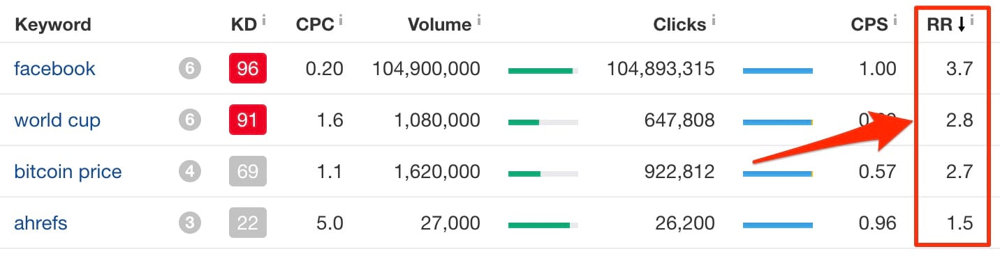 Keyword KD i CPC i Volume i Clicks i CPS i RR i
facebook 6 96 0.20 104,900,000 104,893,315 1.00 3.7
world cup 6 91 1.6 1,080,000 647,808 2.8
bitcoin price 4 69 1.1 1,620,000 922,812 0.57 2.7
ahrefs 3 22 5.0 27,000 26,200 0.96 1.5